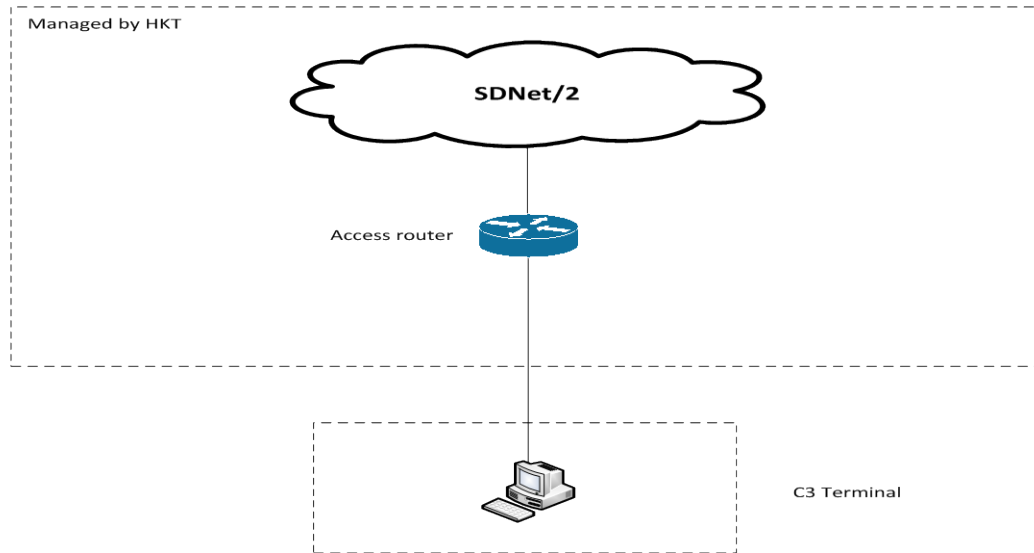 Managed by HKT
SDNet/2
Access router
C3 Terminal